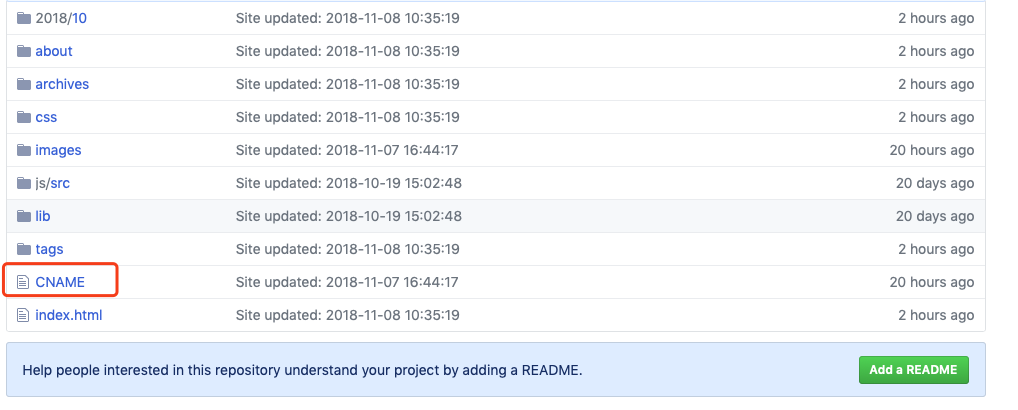 2018/10 Site updated: 2018-11-08 10:35:19 2 hours ago
about Site updated: 2018-11-08 10:35:19 2 hours ago
archives Site updated: 2018-11-08 10:35:19 2 hours ago
css Site updated: 2018-11-08 10:35:19 2 hours ago
images Site updated: 2018-11-07 16:44:17 20 hours ago
js/src Site updated: 2018-10-19 15:02:48 20 days ago
lib Site updated: 2018-10-19 15:02:48 20 days ago
tags Site updated: 2018-11-08 10:35:19 2 hours ago
CNAME Site updated: 2018-11-07 16:44:17 20 hours ago
index.html Site updated: 2018-11-08 10:35:19 2 hours ago
Help people interested in this repository understand your project by adding a README. Add a README